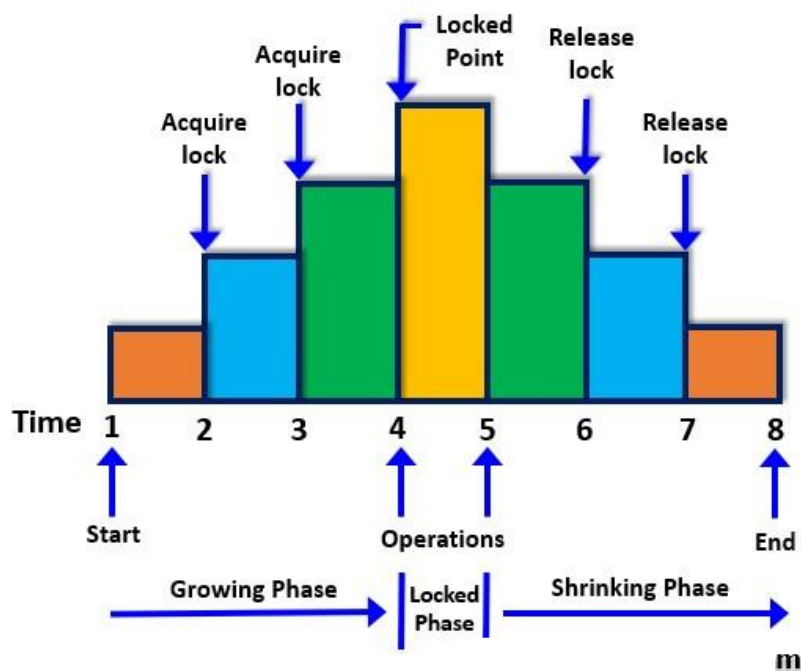 Locked
Point
Release
lock
Acquire
lock
Acquire
lock
Release
lock
Time 1 2 3 4 5 6 7 8
Start
Operations
End
Growing Phase
Locked
Phase
Shrinking Phase
m